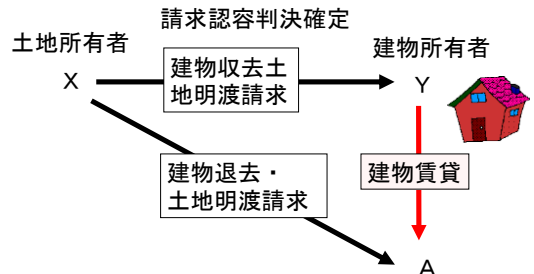 請求認容判決確定
土地所有者
建物所有者
X
建物収去土
地明渡請求
Y
建物退去・
土地明渡請求
建物賃貸
A